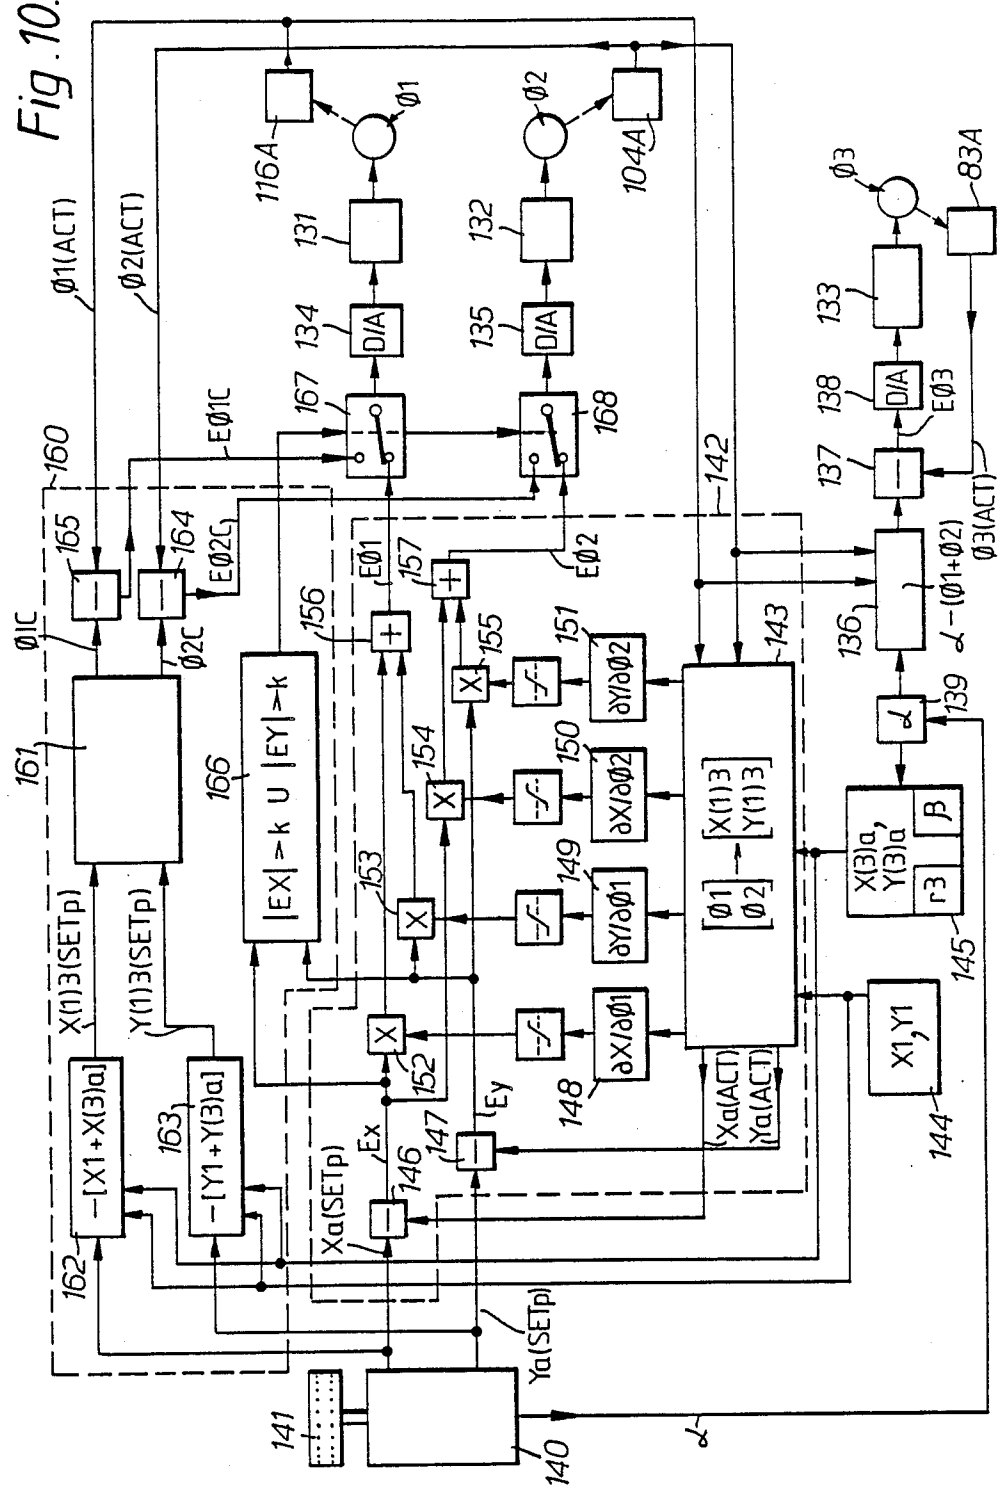 Fig. 10.
160
161
Ø1C
165
Ø1(ACT)
Ø2(ACT)
Ø2C
164
EØ2C
EØ1C
X(1)3(SETp)
Y(1)3(SETp)
162
-[X1+X(3)a]
163
-[Y1+Y(3)a]
166
|EX|>k U |EY|>k
116A
Ø1
131
134
D/A
167
104A
Ø2
132
135
D/A
168
156
+
EØ1
157
+
EØ2
142
141
140
Xa(SETp)
Ya(SETp)
Ex
146
147
Ey
152
X
153
X
154
X
155
X
148
∂X/∂Ø1
149
∂Y/∂Ø1
150
∂X/∂Ø2
151
∂Y/∂Ø2
143
[Ø1 Ø2] → [X(1)3 Y(1)3]
Xa(ACT)
Ya(ACT)
144
X1,Y1
145
X(3)a,
Y(3)a
r3
β
139
α
α
136
α-(Ø1+Ø2)
137
EØ3
Ø3(ACT)
138
D/A
133
Ø3
83A